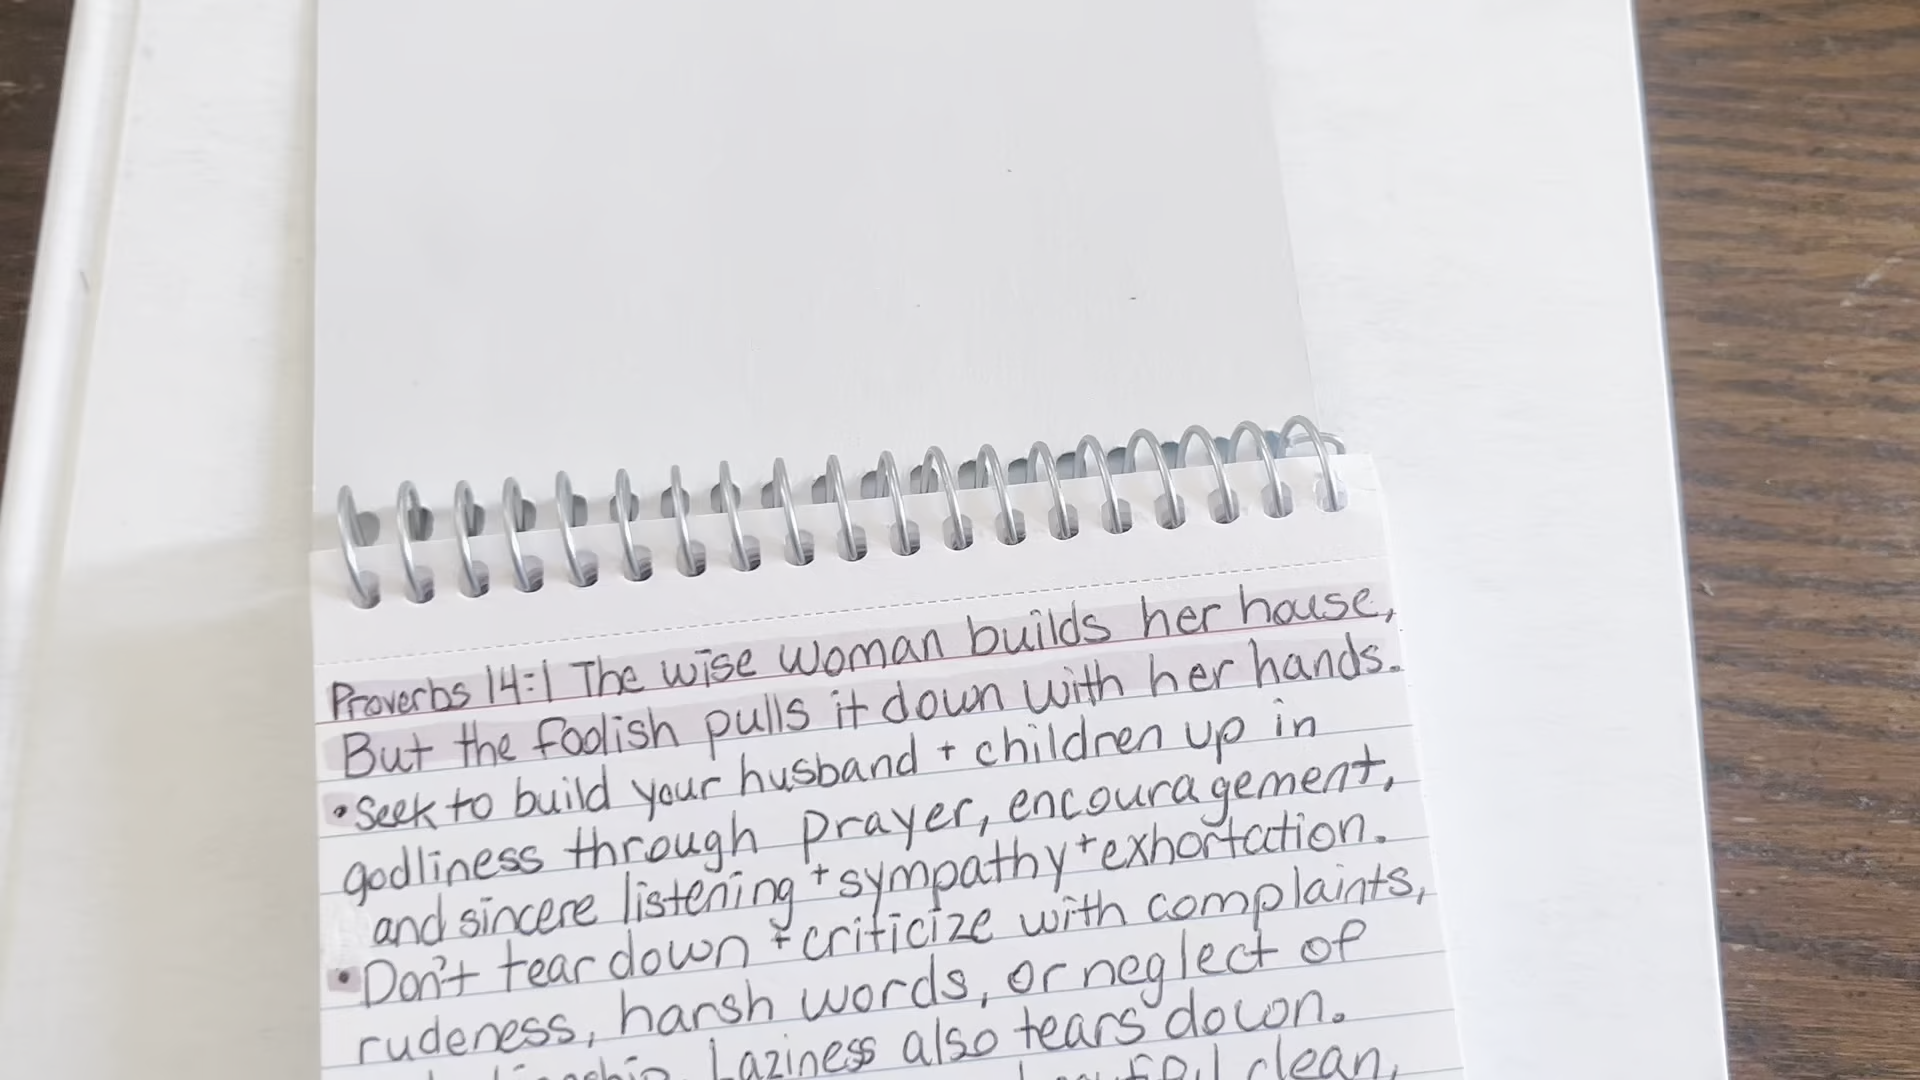 Proverbs 14:1 The wise woman builds her house,
But the foolish pulls it down with her hands.
•Seek to build your husband + children up in
godliness through prayer, encouragement,
and sincere listening + sympathy + exhortation.
•Don't tear down + criticize with complaints,
rudeness, harsh words, or neglect of
Laziness also tears down.
clean,